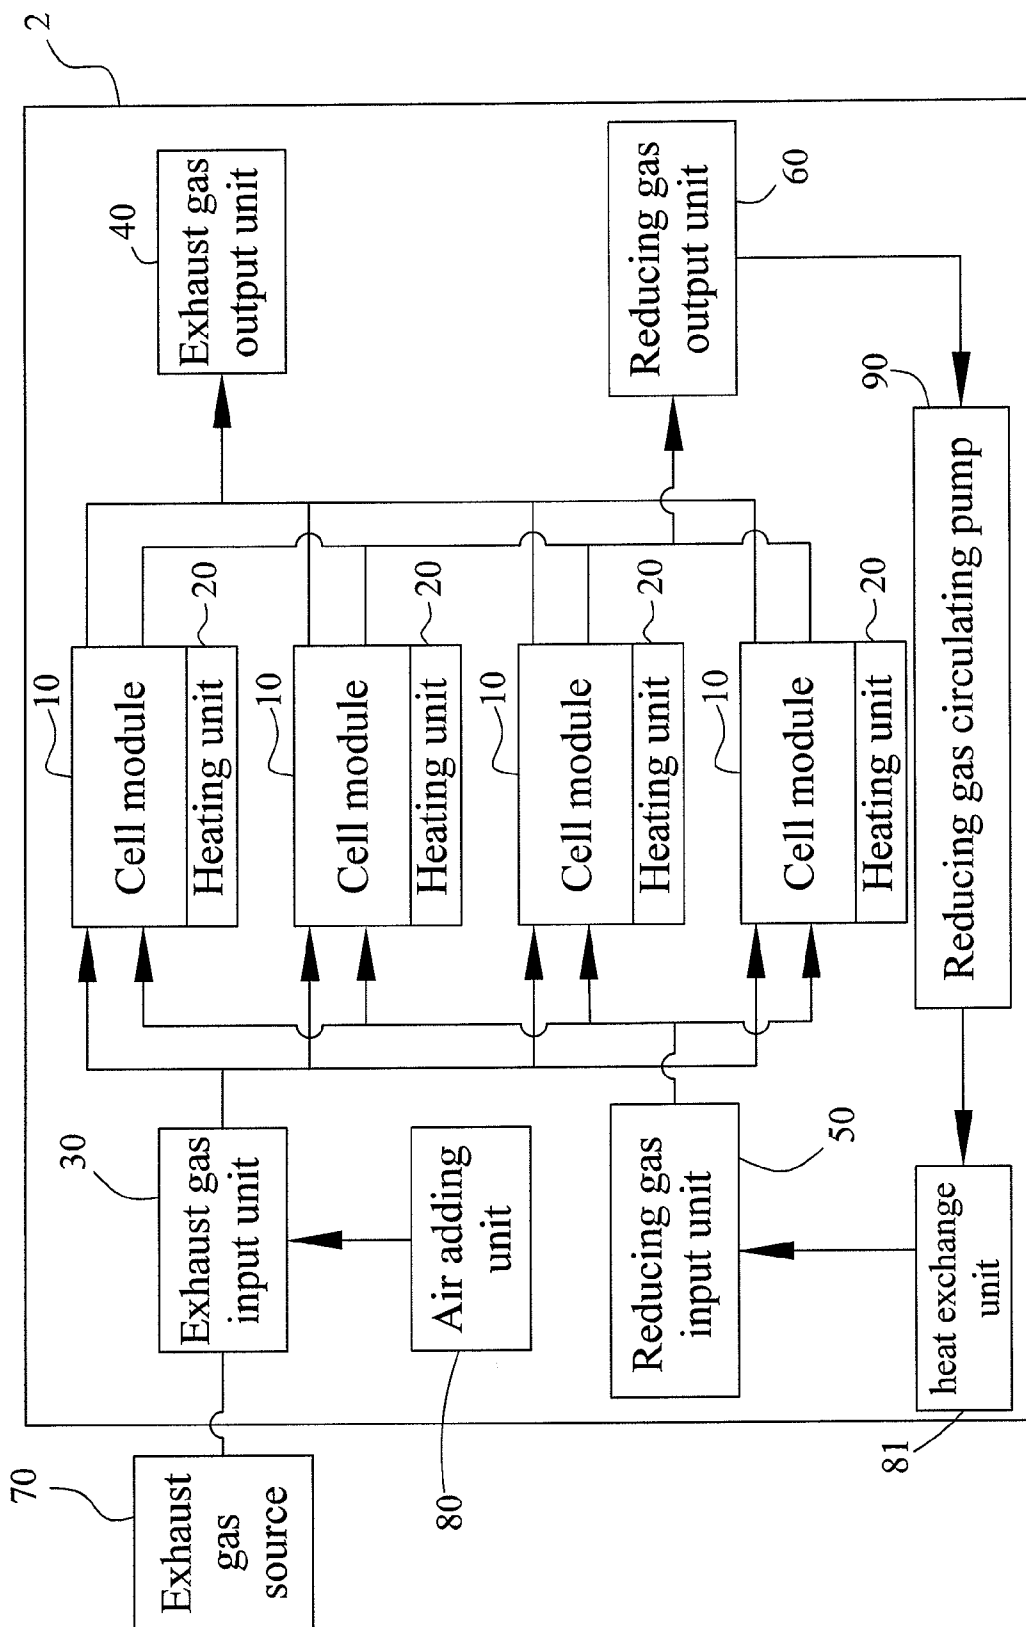 2
70
Exhaust
gas
source
30
Exhaust gas
input unit
80
Air adding
unit
50
Reducing gas
input unit
81
heat exchange
unit
10
Cell module
Heating unit
20
10
Cell module
Heating unit
20
10
Cell module
Heating unit
20
10
Cell module
Heating unit
20
40
Exhaust gas
output unit
60
Reducing gas
output unit
90
Reducing gas circulating pump